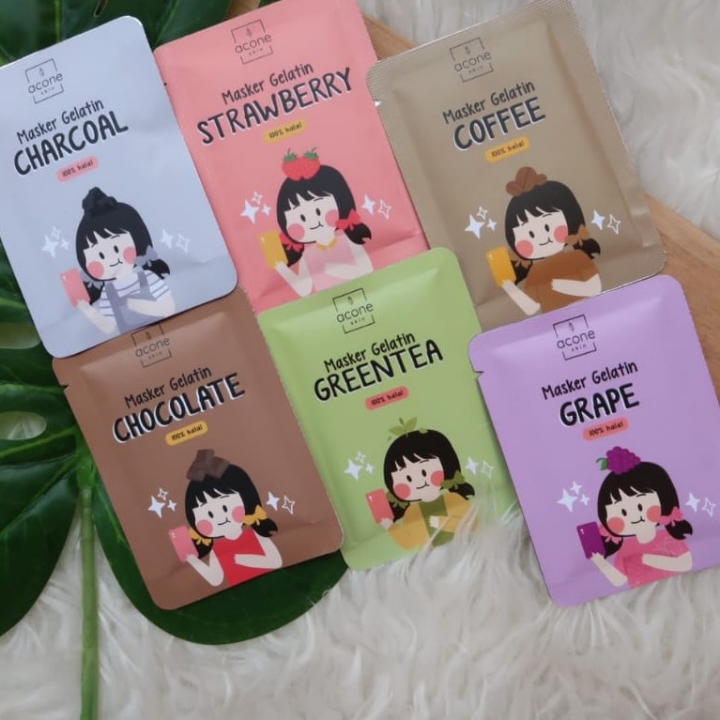 acone
skin
Masker Gelatin
CHARCOAL
100% halal
acone
skin
Masker Gelatin
STRAWBERRY
100% halal
acone
skin
Masker Gelatin
COFFEE
100% halal
acone
skin
Masker Gelatin
CHOCOLATE
100% halal
acone
skin
Masker Gelatin
GREENTEA
100% halal
acone
skin
Masker Gelatin
GRAPE
100% halal